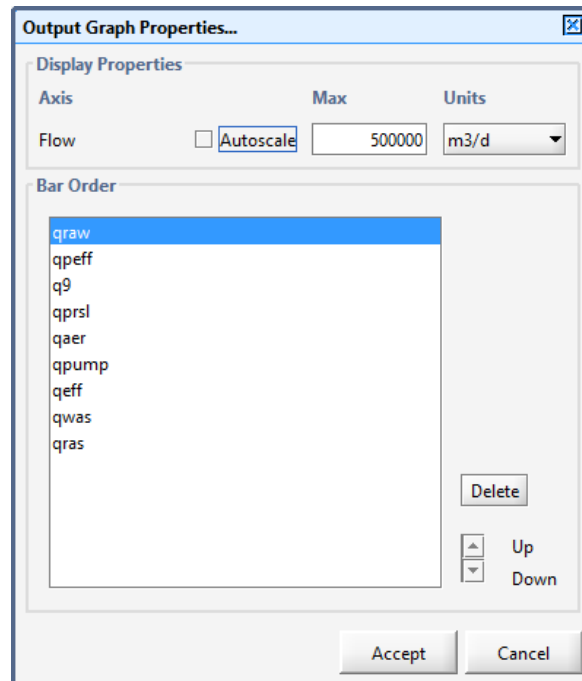 Output Graph Properties...
Display Properties
Axis Max Units
Flow Autoscale 500000 m3/d
Bar Order
qraw
qpeff
q9
qprsl
qaer
qpump
qeff
qwas
qras
Delete
Up
Down
Accept Cancel